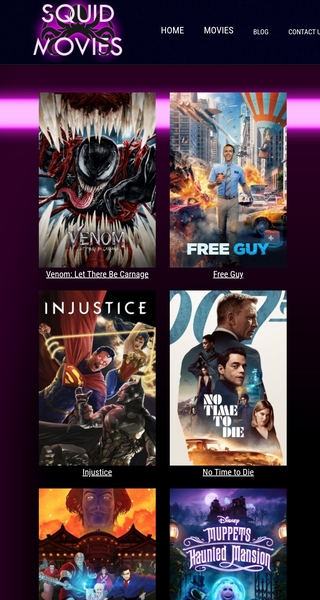 SQUID
MOVIES
HOME
MOVIES
BLOG
CONTACT U
VENOM
Venom: Let There Be Carnage
FREE GUY
Free Guy
INJUSTICE
Injustice
007
NO
TIME
TO
DIE
No Time to Die
Disney
MUPPETS
Haunted Mansion